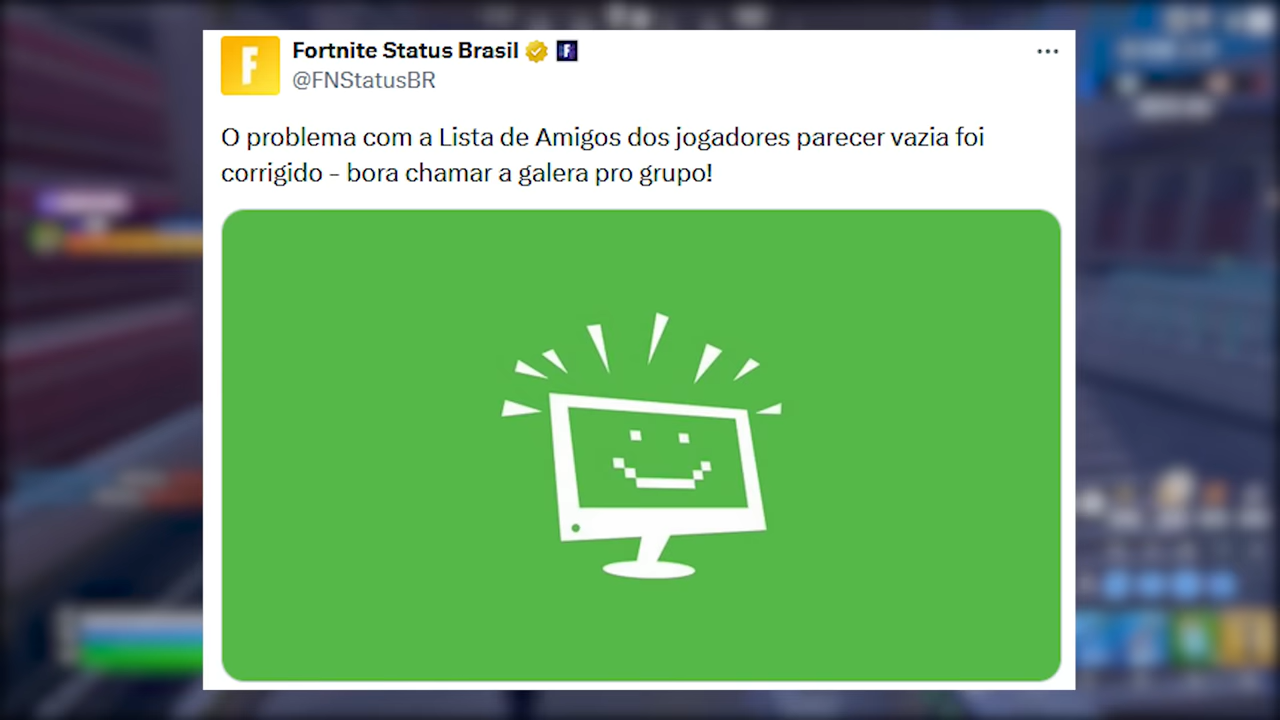 Fortnite Status Brasil
@FNStatusBR
O problema com a Lista de Amigos dos jogadores parecer vazia foi
corrigido - bora chamar a galera pro grupo!